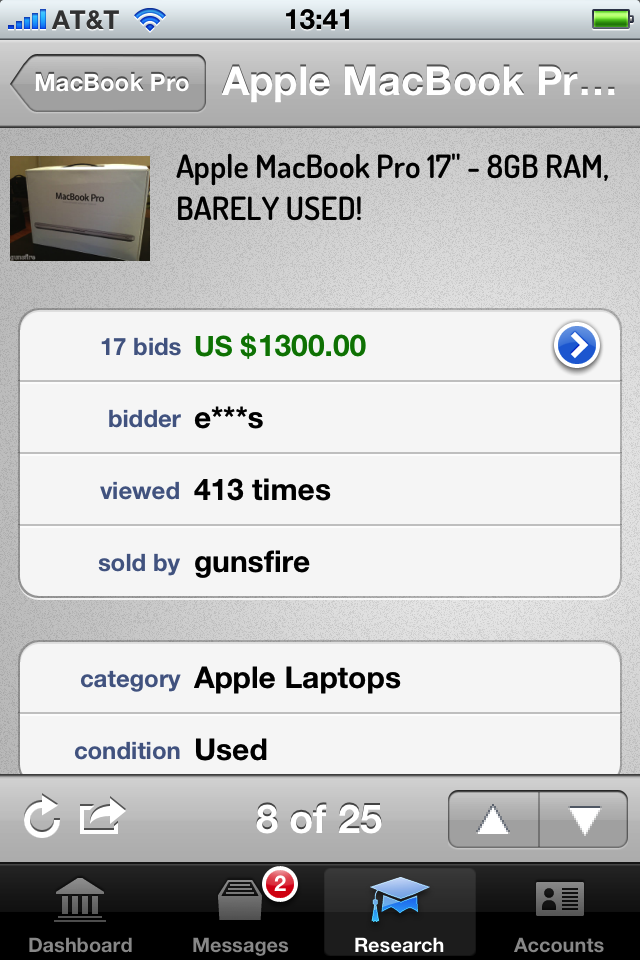 AT&T 13:41
MacBook Pro Apple MacBook Pr...
MacBook Pro
gunsfire
Apple MacBook Pro 17" - 8GB RAM,
BARELY USED!
17 bids US $1300.00
bidder e***s
viewed 413 times
sold by gunsfire
category Apple Laptops
condition Used
8 of 25
2
Dashboard Messages Research Accounts